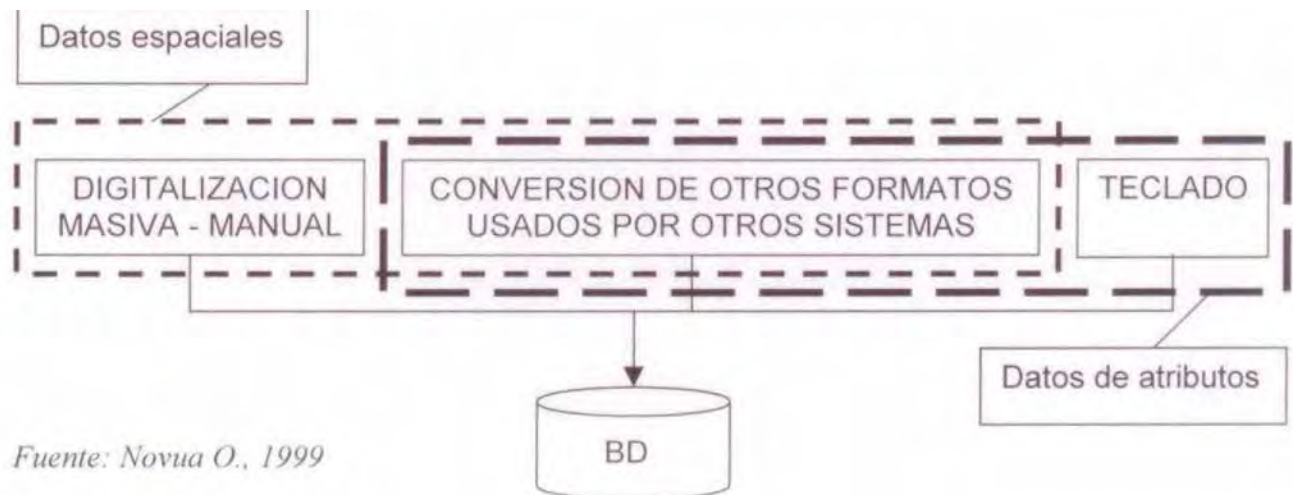 Datos espaciales
DIGITALIZACION
MASIVA - MANUAL
CONVERSION DE OTROS FORMATOS
USADOS POR OTROS SISTEMAS
TECLADO
Datos de atributos
BD
Fuente: Novua O., 1999